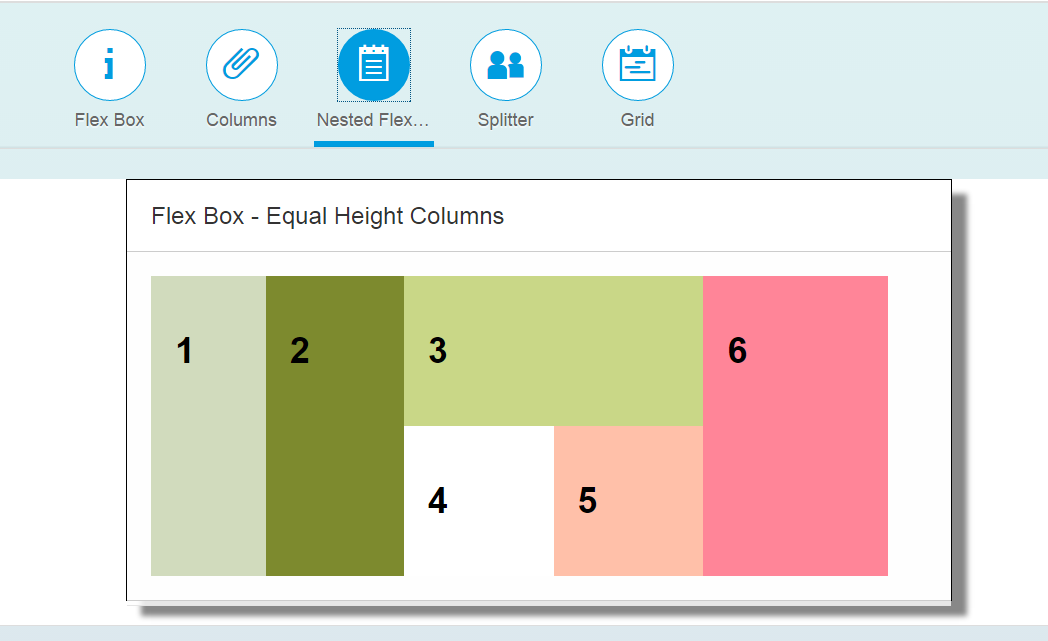 Flex Box
Columns
Nested Flex...
Splitter
Grid
Flex Box - Equal Height Columns
1
2
3
6
4
5